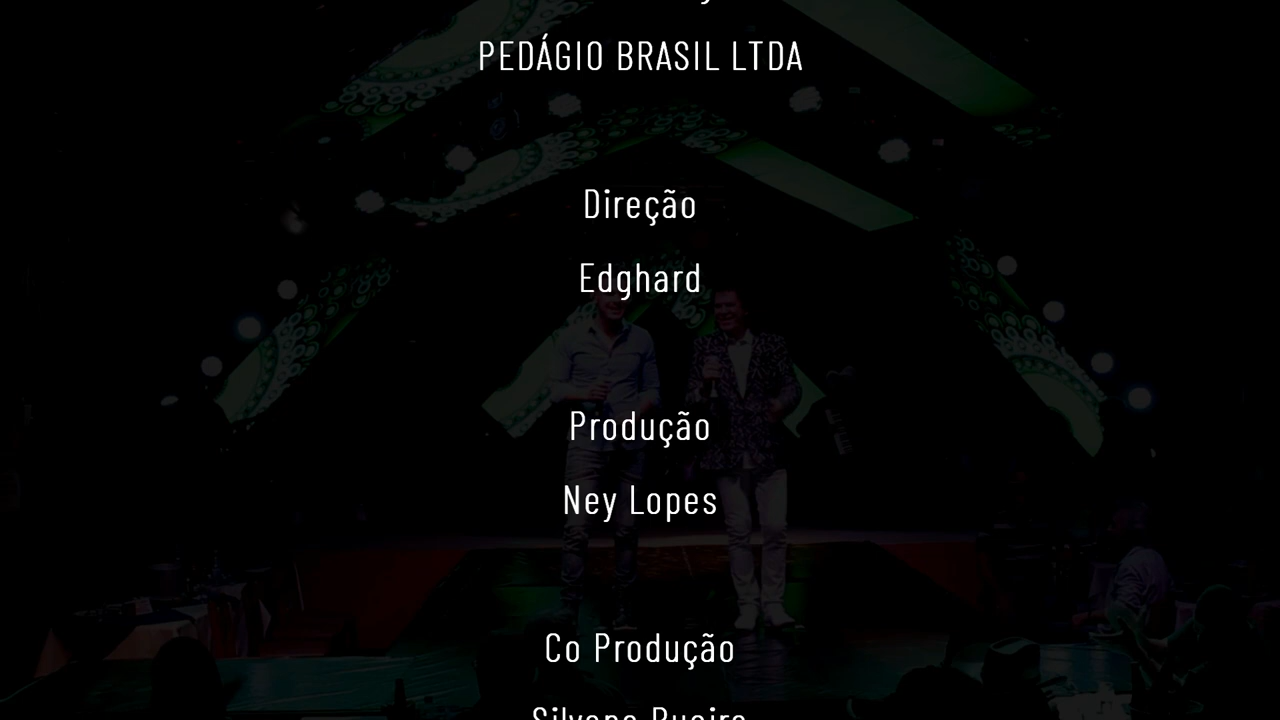 PEDÁGIO BRASIL LTDA
Direção
Edghard
Produção
Ney Lopes
Co Produção